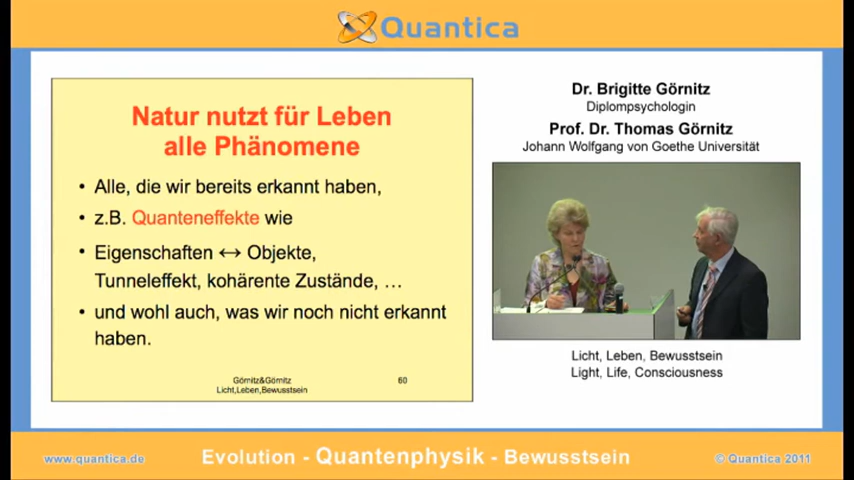 Quantica
Natur nutzt für Leben
alle Phänomene
• Alle, die wir bereits erkannt haben,
• z.B. Quanteneffekte wie
• Eigenschaften ↔ Objekte,
Tunneleffekt, kohärente Zustände, …
• und wohl auch, was wir noch nicht erkannt
haben.
Görnitz&Görnitz
Licht,Leben,Bewusstsein
60
Dr. Brigitte Görnitz
Diplompsychologin
Prof. Dr. Thomas Görnitz
Johann Wolfgang von Goethe Universität
Licht, Leben, Bewusstsein
Light, Life, Consciousness
www.quantica.de
Evolution - Quantenphysik - Bewusstsein
© Quantica 2011